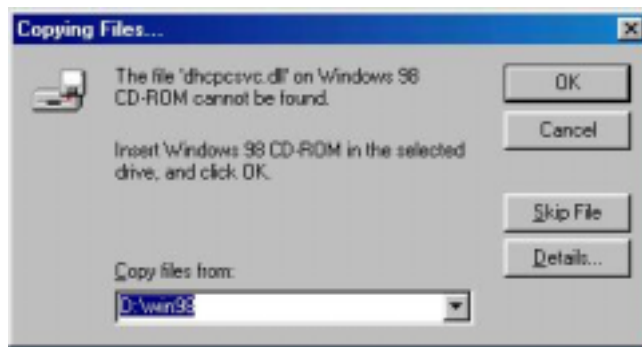 Copying Files...
The file 'dhcpcsvc.dll' on Windows 98
CD-ROM cannot be found.
Insert Windows 98 CD-ROM in the selected
drive, and click OK.
Copy files from:
D:\win98
OK
Cancel
Skip File
Details...